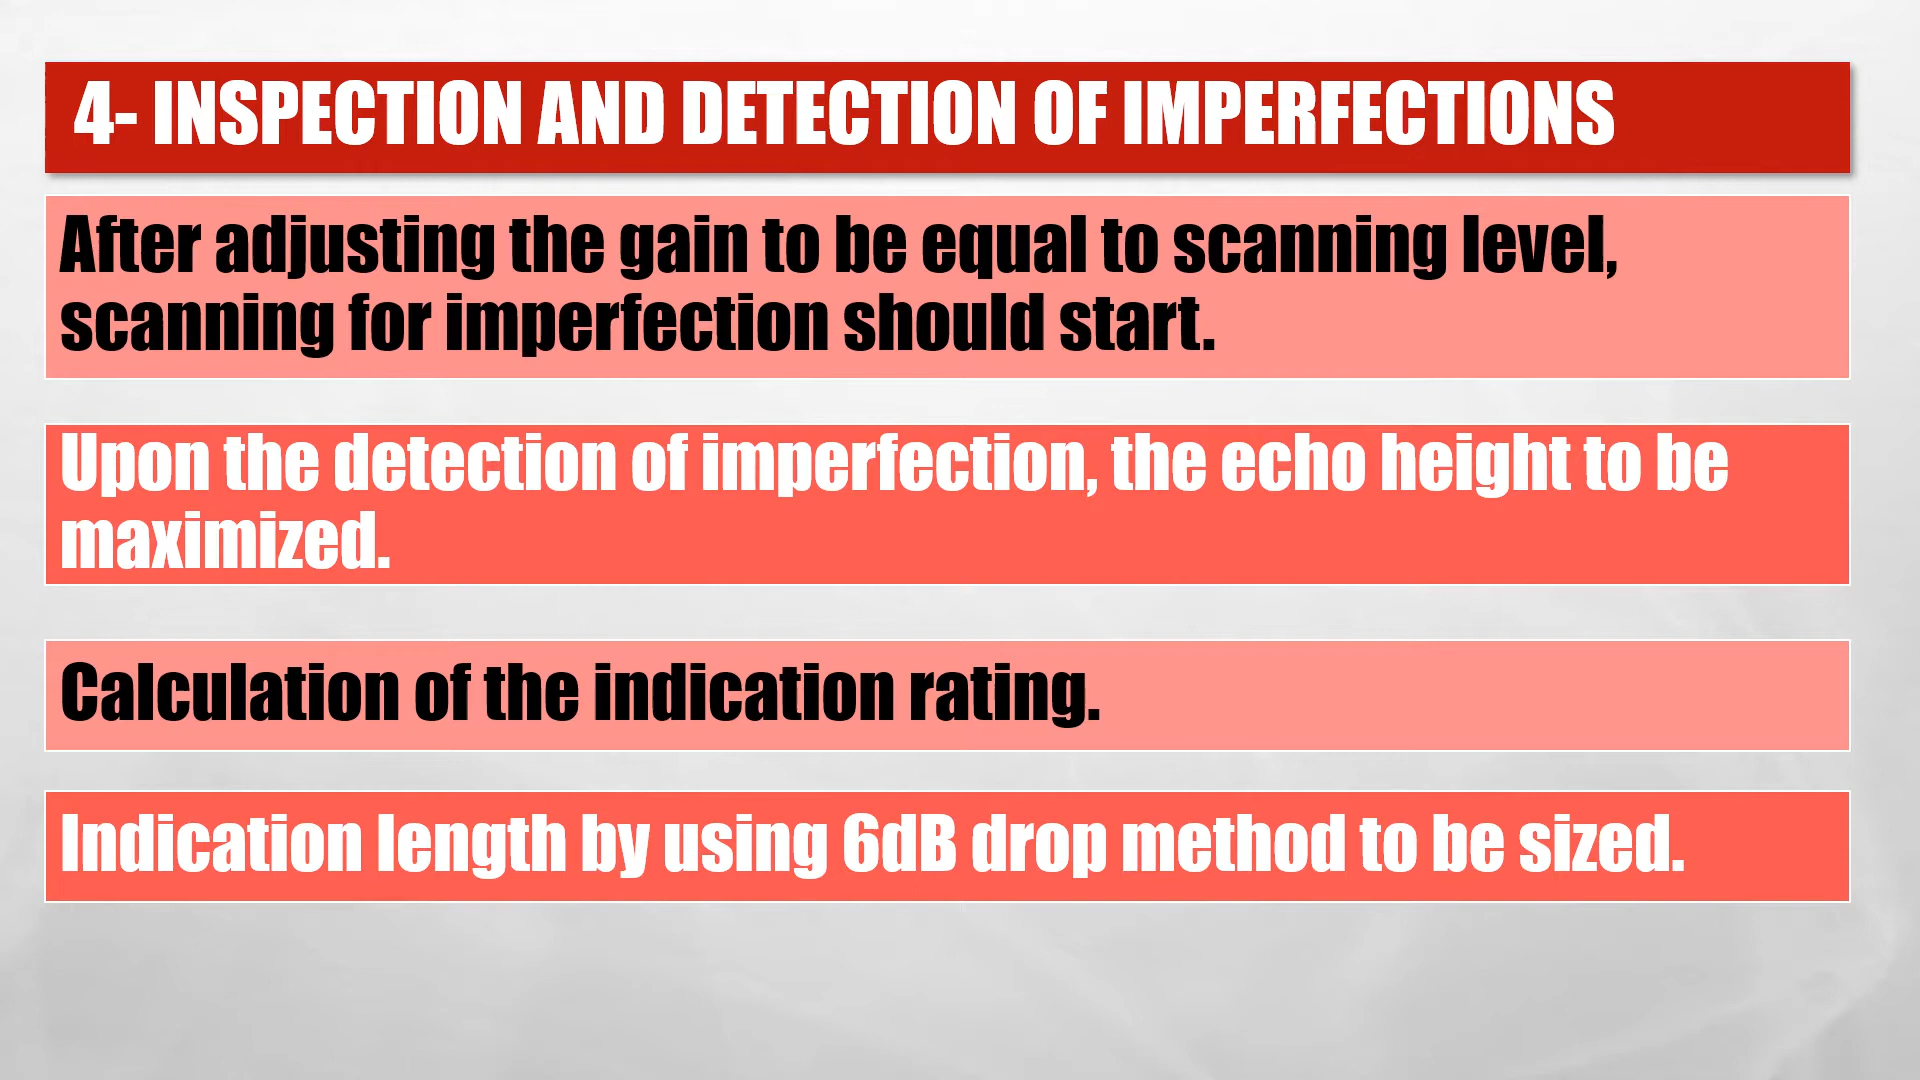 4- INSPECTION AND DETECTION OF IMPERFECTIONS
After adjusting the gain to be equal to scanning level,
scanning for imperfection should start.
Upon the detection of imperfection, the echo height to be
maximized.
Calculation of the indication rating.
Indication length by using 6dB drop method to be sized.